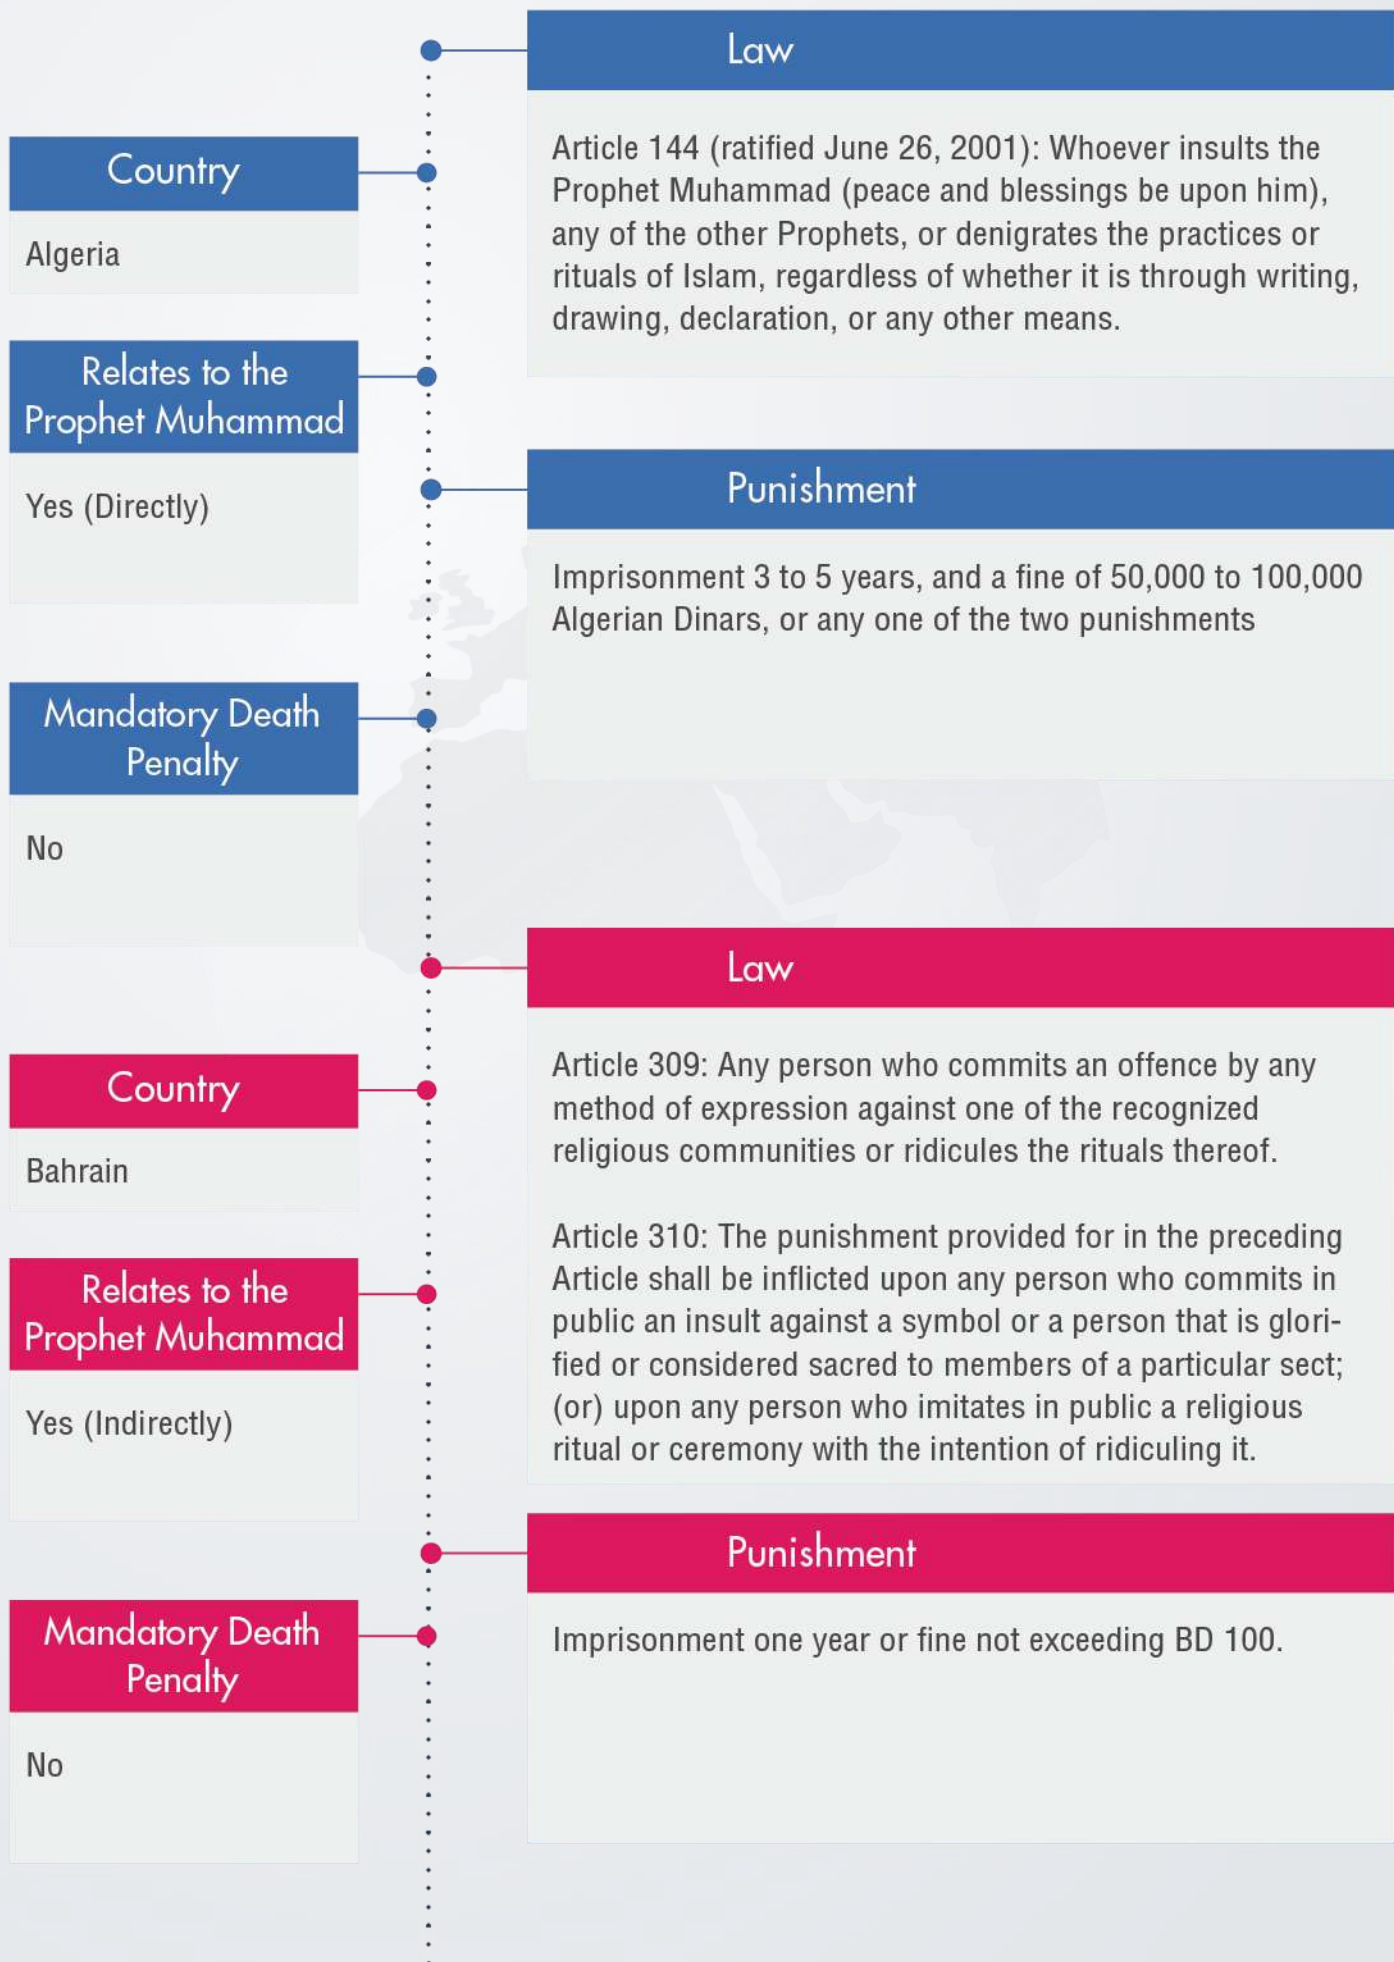 Country
Algeria
Relates to the
Prophet Muhammad
Yes (Directly)
Mandatory Death
Penalty
No
Law
Article 144 (ratified June 26, 2001): Whoever insults the
Prophet Muhammad (peace and blessings be upon him),
any of the other Prophets, or denigrates the practices or
rituals of Islam, regardless of whether it is through writing,
drawing, declaration, or any other means.
Punishment
Imprisonment 3 to 5 years, and a fine of 50,000 to 100,000
Algerian Dinars, or any one of the two punishments
Country
Bahrain
Relates to the
Prophet Muhammad
Yes (Indirectly)
Mandatory Death
Penalty
No
Law
Article 309: Any person who commits an offence by any
method of expression against one of the recognized
religious communities or ridicules the rituals thereof.
Article 310: The punishment provided for in the preceding
Article shall be inflicted upon any person who commits in
public an insult against a symbol or a person that is glori-
fied or considered sacred to members of a particular sect;
(or) upon any person who imitates in public a religious
ritual or ceremony with the intention of ridiculing it.
Punishment
Imprisonment one year or fine not exceeding BD 100.